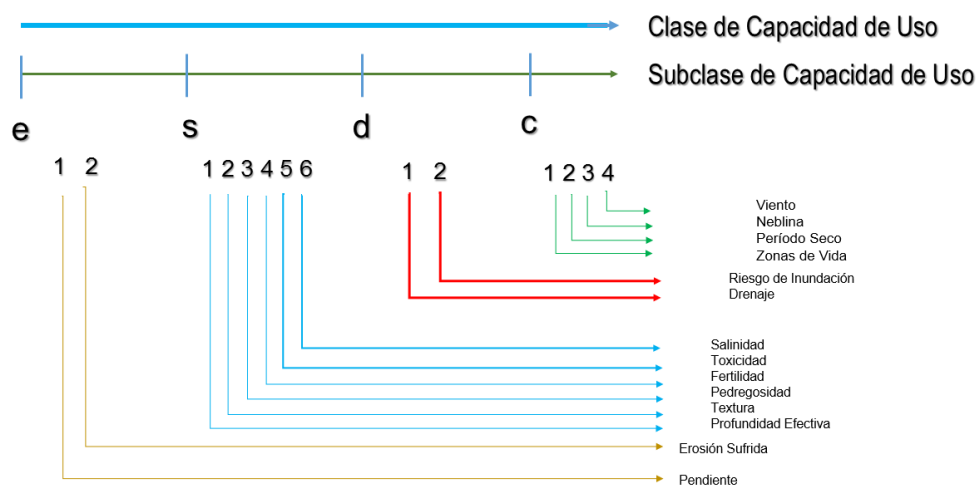 Clase de Capacidad de Uso
Subclase de Capacidad de Uso
e s d c
1 2 1 2 3 4 5 6 1 2 1 2 3 4
Viento
Neblina
Período Seco
Zonas de Vida
Riesgo de Inundación
Drenaje
Salinidad
Toxicidad
Fertilidad
Pedregosidad
Textura
Profundidad Efectiva
Erosión Sufrida
Pendiente